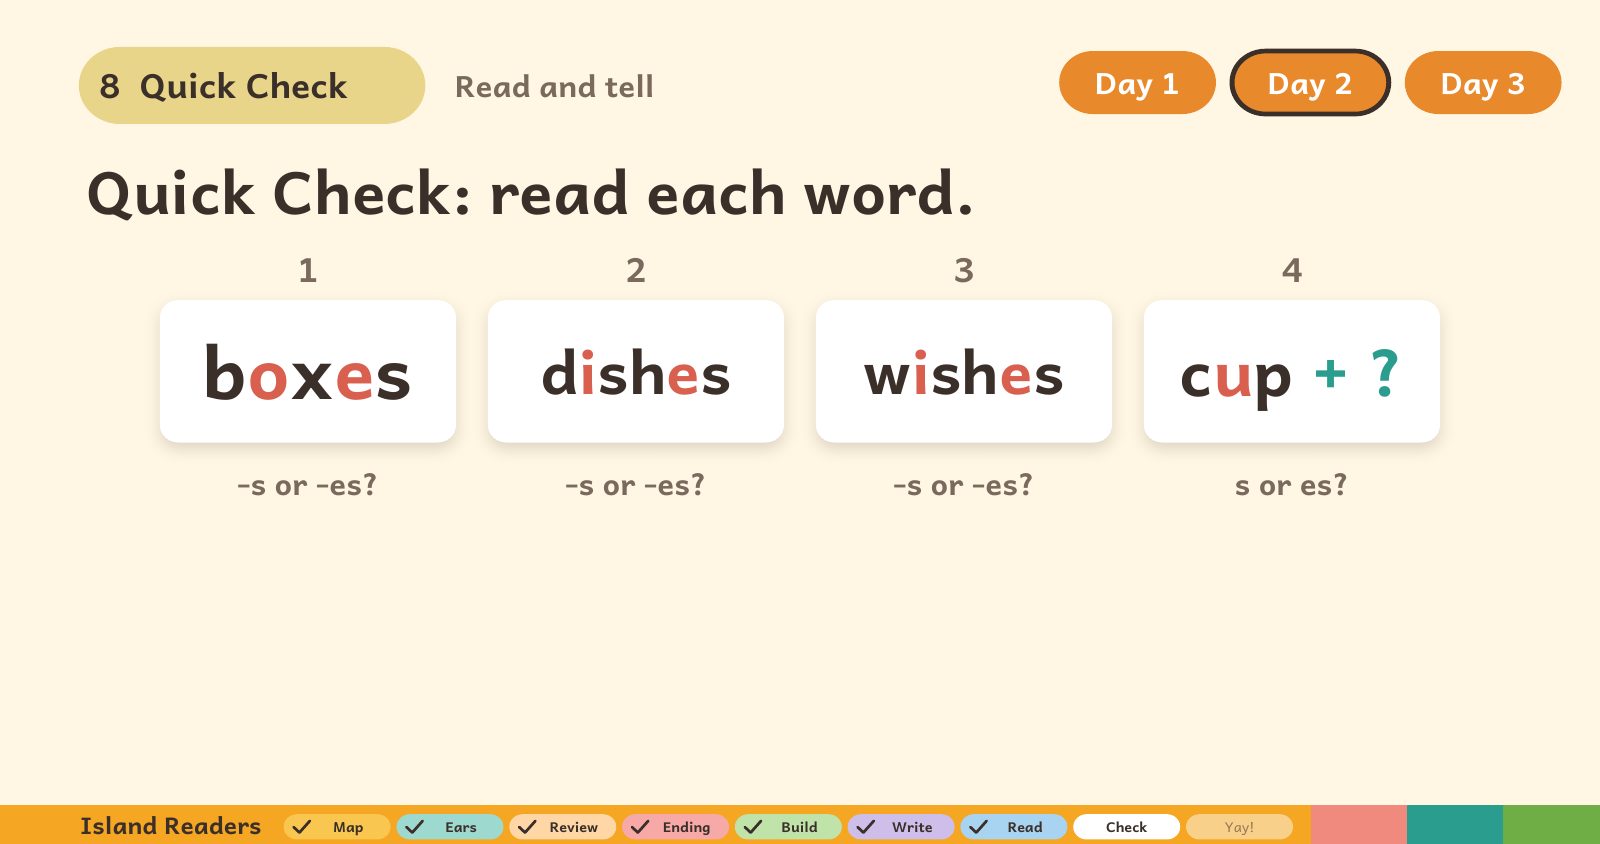 8 Quick Check
Read and tell
Day 1
Day 2
Day 3
Quick Check: read each word.
1
2
3
4
boxes
dishes
wishes
cup + ?
-s or -es?
-s or -es?
-s or -es?
s or es?
Island Readers
Map
Ears
Review
Ending
Build
Write
Read
Check
Yay!